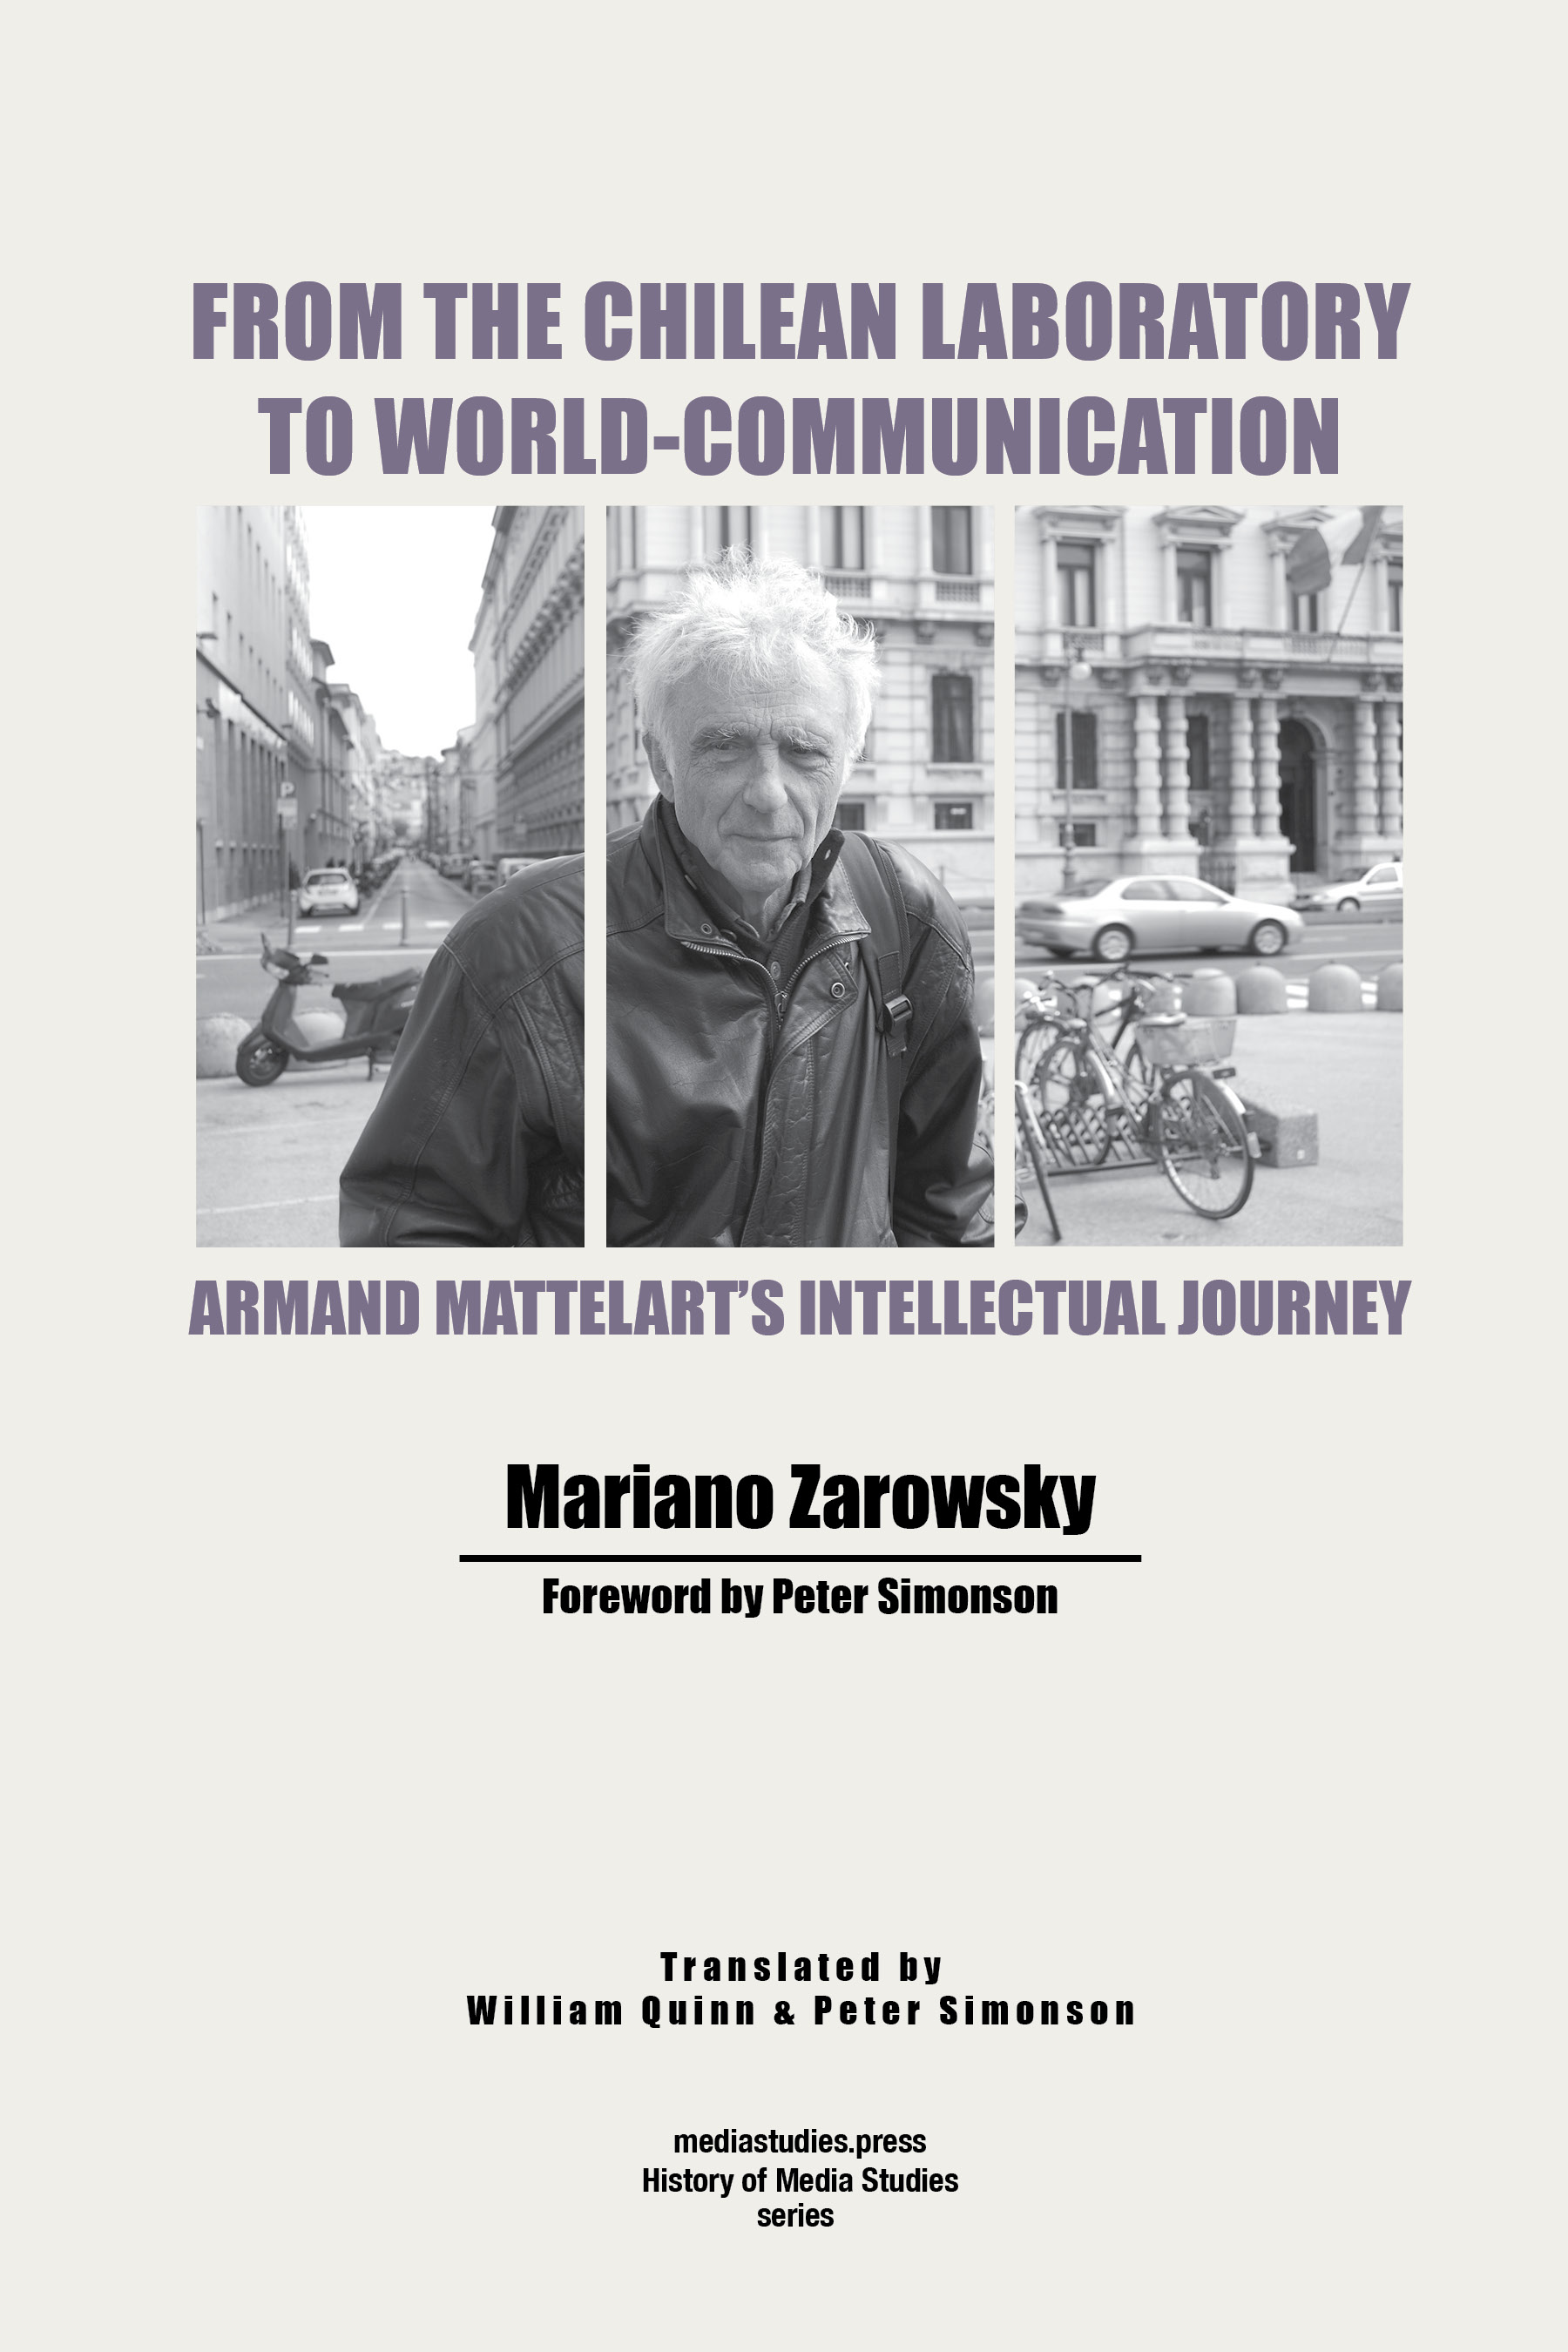 FROM THE CHILEAN LABORATORY
TO WORLD-COMMUNICATION
P
ARMAND MATTELART’S INTELLECTUAL JOURNEY
Mariano Zarowsky
Foreword by Peter Simonson
Translated by
William Quinn & Peter Simonson
mediastudies.press
History of Media Studies
series